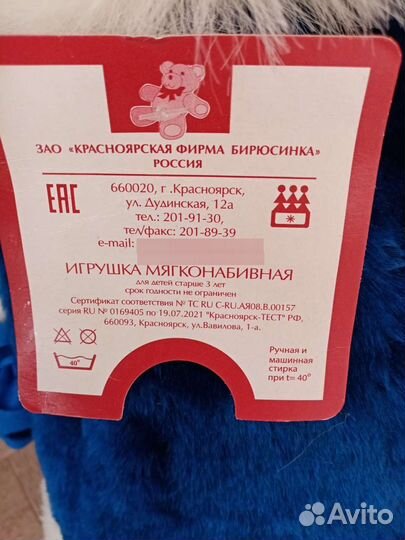 ЗАО «КРАСНОЯРСКАЯ ФИРМА БИРЮСИНКА»
РОССИЯ
ЕАС
660020, г .Красноярск,
ул. Дудинская, 12а
тел.: 201-91-30,
тел/факс: 201-89-39
e-mail:
ИГРУШКА МЯГКОНАБИВНАЯ
для детей старше 3 лет
срок годности не ограничен
Сертификат соответствия № ТС RU C-RU.АЯ08.В.00157
серия RU № 0169405 по 19.07.2021 "Красноярск-ТЕСТ" РФ,
660093, Красноярск, ул.Вавилова, 1-а.
40°
Ручная и
машинная
стирка
при t= 40°
Avito